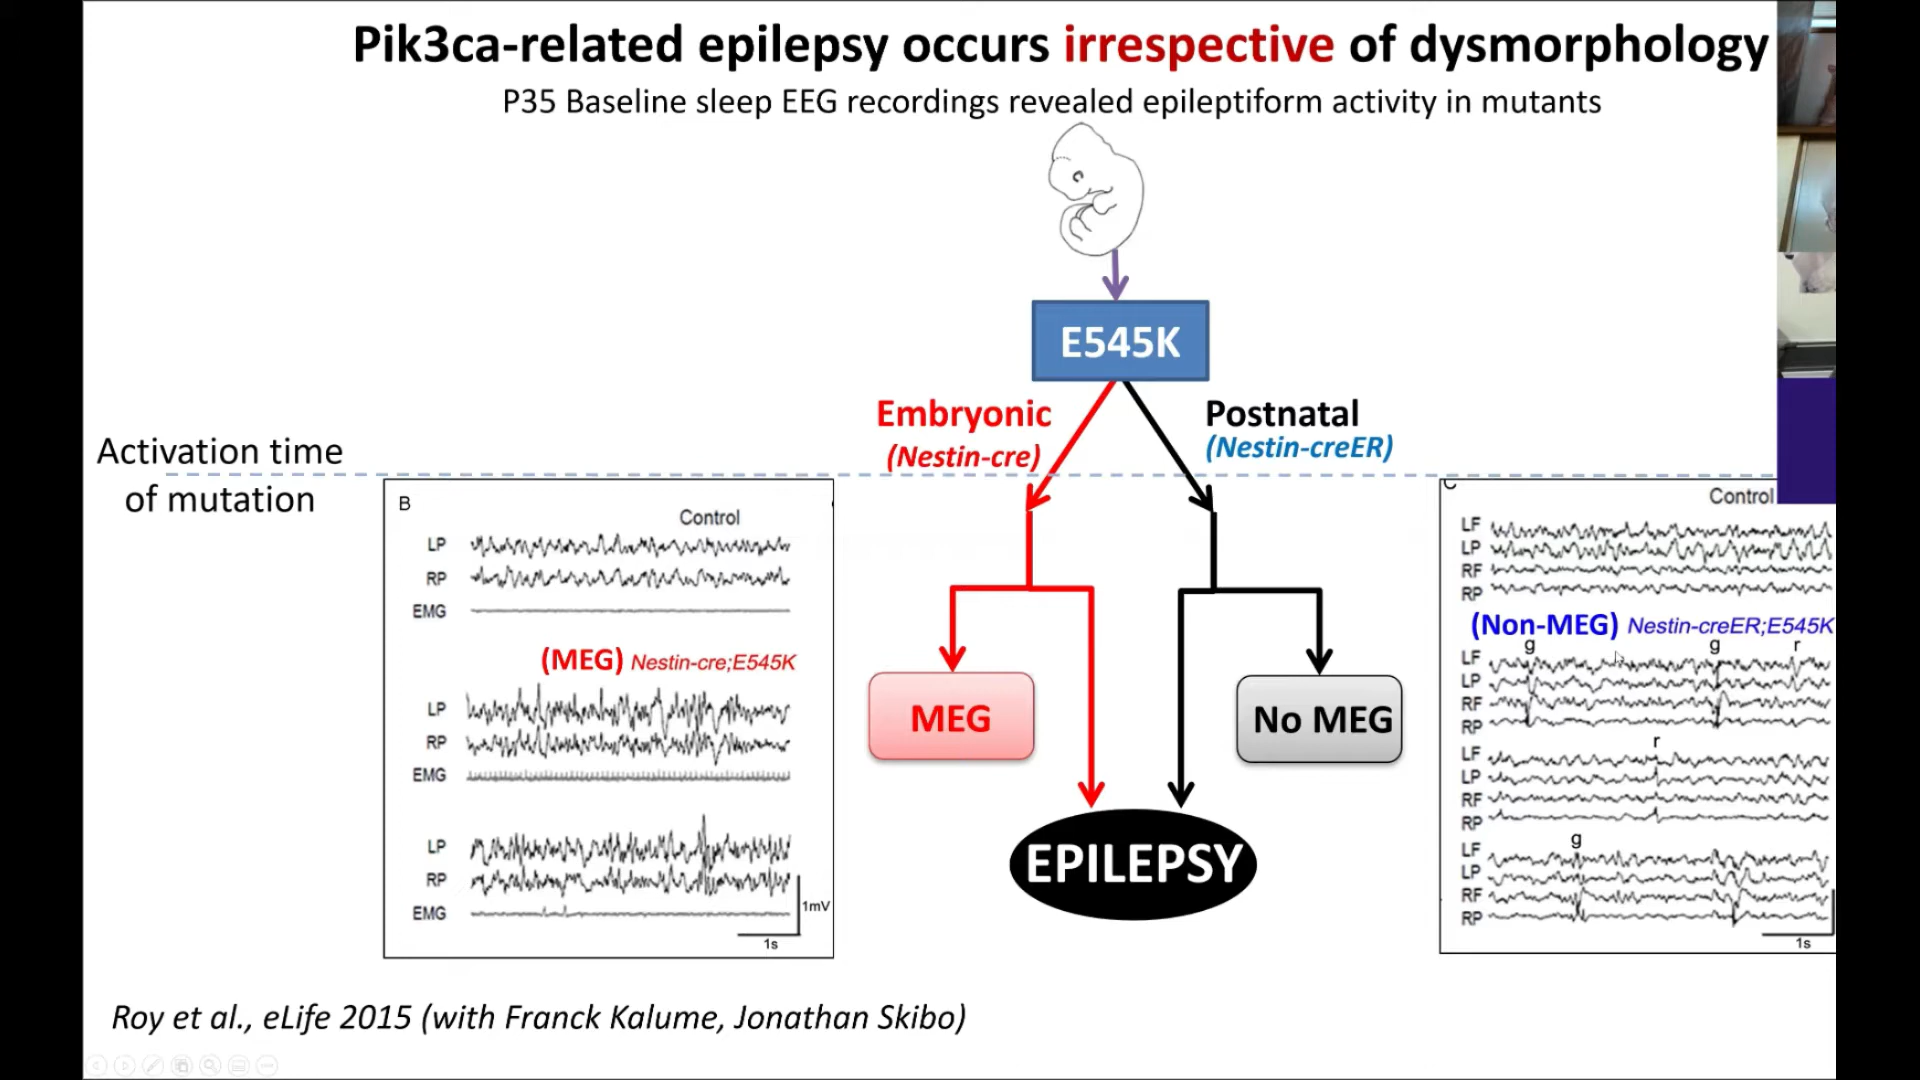 Pik3ca-related epilepsy occurs irrespective of dysmorphology
P35 Baseline sleep EEG recordings revealed epileptiform activity in mutants
E545K
Embryonic
(Nestin-cre)
Postnatal
(Nestin-creER)
Activation time
of mutation
B
Control
LP
RP
EMG
(MEG) Nestin-cre;E545K
LP
RP
EMG
LP
RP
EMG
1mV
1s
MEG
No MEG
EPILEPSY
C
Control
LF
LP
RF
RP
(Non-MEG) Nestin-creER;E545K
g g r
LF
LP
RF
RP
r
LF
LP
RF
RP
g
LF
LP
RF
RP
1s
Roy et al., eLife 2015 (with Franck Kalume, Jonathan Skibo)